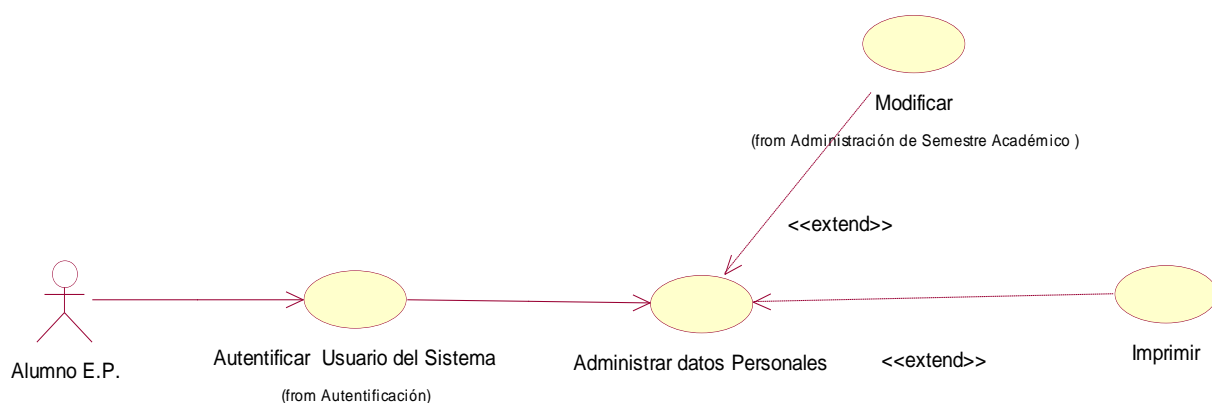 Modificar
(from Administración de Semestre Académico )
<<extend>>
Alumno E.P.
Autentificar Usuario del Sistema
(from Autentificación)
Administrar datos Personales
<<extend>>
Imprimir